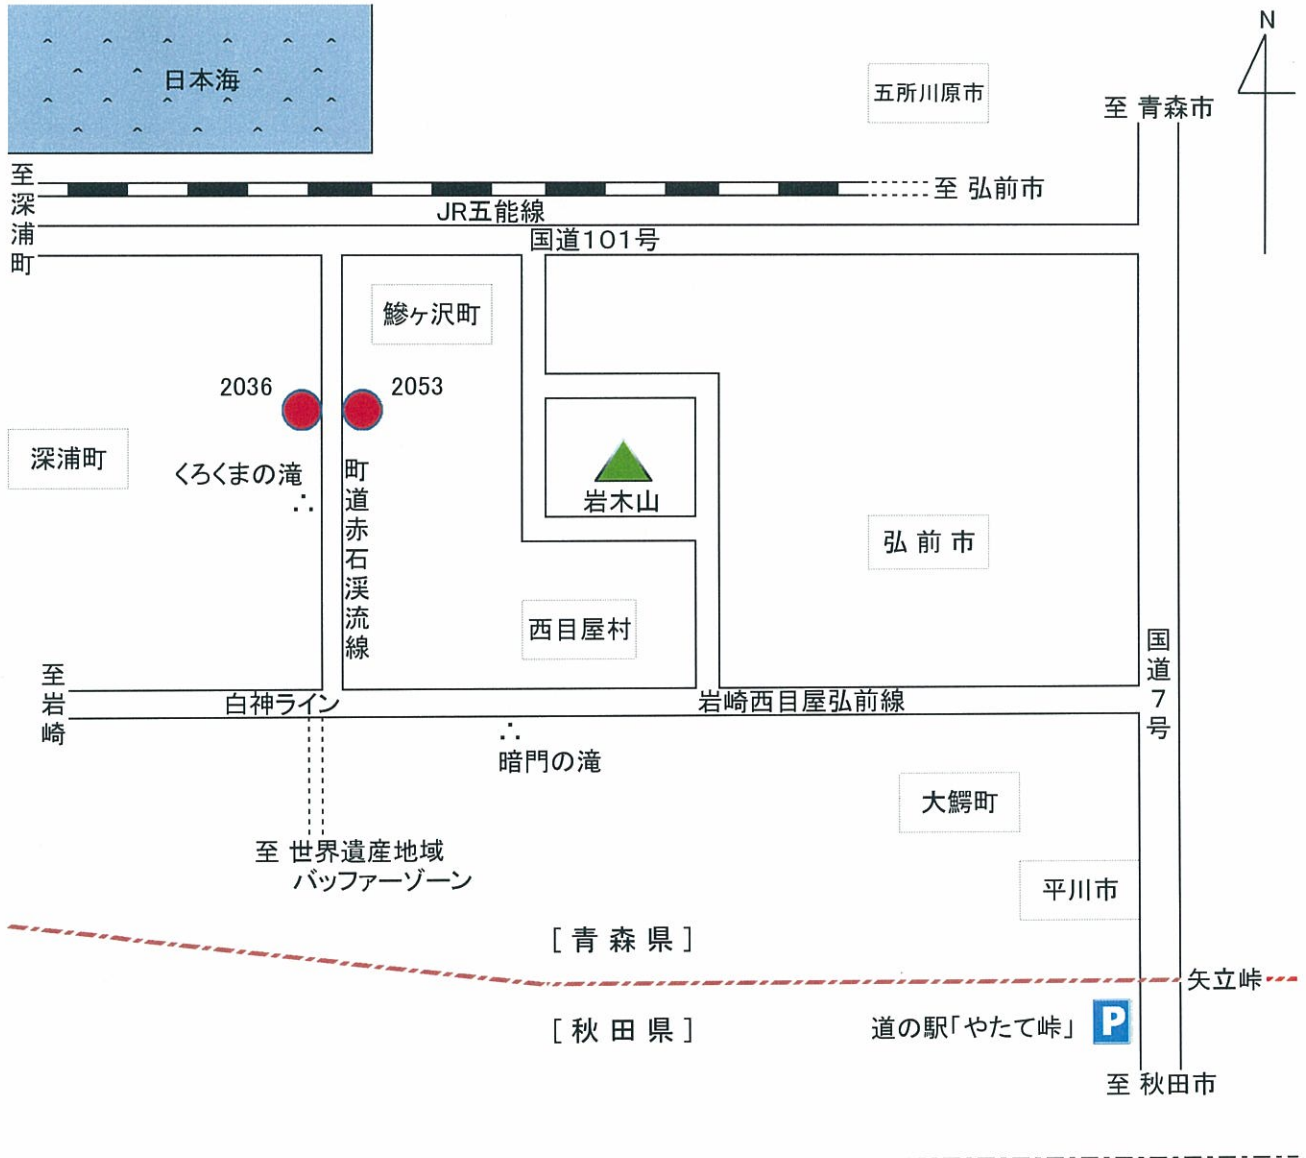 N
日本海
五所川原市
至 青森市
至深浦町
至 弘前市
JR五能線
国道101号
鰺ヶ沢町
2036
2053
深浦町
くろくまの滝
町道赤石渓流線
岩木山
弘前市
西目屋村
国道7号
至岩崎
白神ライン
岩崎西目屋弘前線
暗門の滝
大鰐町
至 世界遺産地域
バッファーゾーン
平川市
[青森県]
矢立峠
[秋田県]
道の駅「やたて峠」
P
至 秋田市